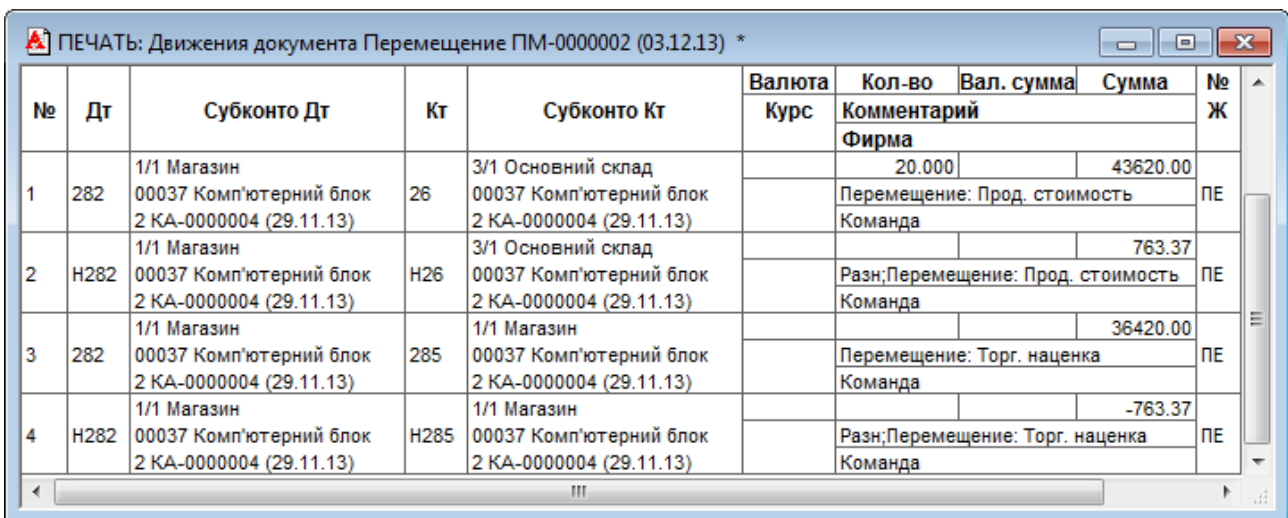 ПЕЧАТЬ: Движения документа Перемещение ПМ-0000002 (03.12.13) *
№ Дт Субконто Дт Кт Субконто Кт Валюта Кол-во Вал. сумма Сумма №
Курс Комментарий Ж
Фирма
1/1 Магазин 3/1 Основний склад 20.000 43620.00
1 282 00037 Комп'ютерний блок 26 00037 Комп'ютерний блок Перемещение: Прод. стоимость ПЕ
2 КА-0000004 (29.11.13) 2 КА-0000004 (29.11.13) Команда
1/1 Магазин 3/1 Основний склад 763.37
2 Н282 00037 Комп'ютерний блок Н26 00037 Комп'ютерний блок Разн;Перемещение: Прод. стоимость ПЕ
2 КА-0000004 (29.11.13) 2 КА-0000004 (29.11.13) Команда
1/1 Магазин 1/1 Магазин 36420.00
3 282 00037 Комп'ютерний блок 285 00037 Комп'ютерний блок Перемещение: Торг. наценка ПЕ
2 КА-0000004 (29.11.13) 2 КА-0000004 (29.11.13) Команда
1/1 Магазин 1/1 Магазин -763.37
4 Н282 00037 Комп'ютерний блок Н285 00037 Комп'ютерний блок Разн;Перемещение: Торг. наценка ПЕ
2 КА-0000004 (29.11.13) 2 КА-0000004 (29.11.13) Команда